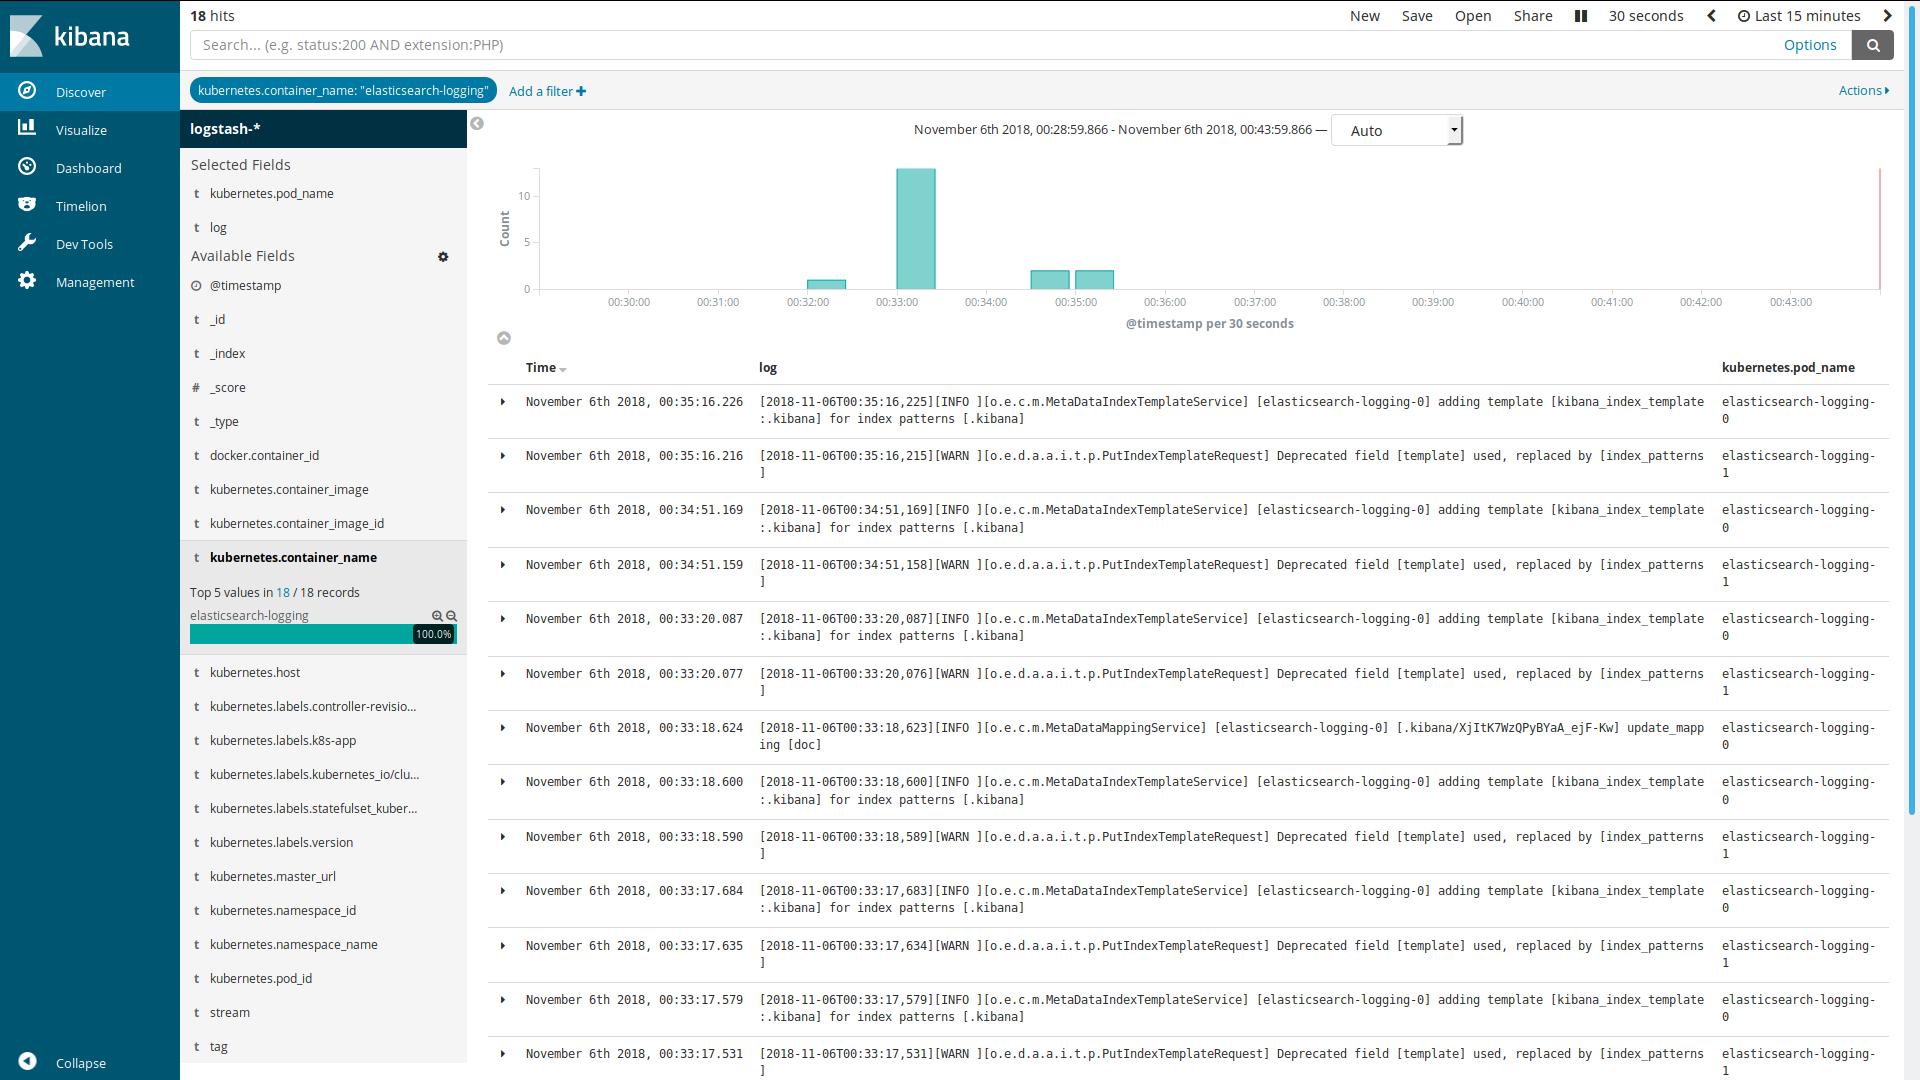 18 hits
New Save Open Share 30 seconds Last 15 minutes
kibana
Search... (e.g. status:200 AND extension:PHP)
Options
Discover
Visualize
Dashboard
Timelion
Dev Tools
Management
Collapse
kubernetes.container_name: "elasticsearch-logging"
Add a filter
Actions
logstash-*
Selected Fields
t kubernetes.pod_name
t log
Available Fields
@timestamp
t _id
t _index
# _score
t _type
t docker.container_id
t kubernetes.container_image
t kubernetes.container_image_id
t kubernetes.container_name
Top 5 values in 18 / 18 records
elasticsearch-logging
100.0%
t kubernetes.host
t kubernetes.labels.controller-revisio...
t kubernetes.labels.k8s-app
t kubernetes.labels.kubernetes_io/clu...
t kubernetes.labels.statefulset_kuber...
t kubernetes.labels.version
t kubernetes.master_url
t kubernetes.namespace_id
t kubernetes.namespace_name
t kubernetes.pod_id
t stream
t tag
November 6th 2018, 00:28:59.866 - November 6th 2018, 00:43:59.866 — Auto
Count
10
5
0
00:30:00 00:31:00 00:32:00 00:33:00 00:34:00 00:35:00 00:36:00 00:37:00 00:38:00 00:39:00 00:40:00 00:41:00 00:42:00 00:43:00
@timestamp per 30 seconds
Time log kubernetes.pod_name
November 6th 2018, 00:35:16.226 [2018-11-06T00:35:16,225][INFO ][o.e.c.m.MetaDataIndexTemplateService] [elasticsearch-logging-0] adding template [kibana_index_template elasticsearch-logging-
:.kibana] for index patterns [.kibana] 0
November 6th 2018, 00:35:16.216 [2018-11-06T00:35:16,215][WARN ][o.e.d.a.a.i.t.p.PutIndexTemplateRequest] Deprecated field [template] used, replaced by [index_patterns elasticsearch-logging-
] 1
November 6th 2018, 00:34:51.169 [2018-11-06T00:34:51,169][INFO ][o.e.c.m.MetaDataIndexTemplateService] [elasticsearch-logging-0] adding template [kibana_index_template elasticsearch-logging-
:.kibana] for index patterns [.kibana] 0
November 6th 2018, 00:34:51.159 [2018-11-06T00:34:51,158][WARN ][o.e.d.a.a.i.t.p.PutIndexTemplateRequest] Deprecated field [template] used, replaced by [index_patterns elasticsearch-logging-
] 1
November 6th 2018, 00:33:20.087 [2018-11-06T00:33:20,087][INFO ][o.e.c.m.MetaDataIndexTemplateService] [elasticsearch-logging-0] adding template [kibana_index_template elasticsearch-logging-
:.kibana] for index patterns [.kibana] 0
November 6th 2018, 00:33:20.077 [2018-11-06T00:33:20,076][WARN ][o.e.d.a.a.i.t.p.PutIndexTemplateRequest] Deprecated field [template] used, replaced by [index_patterns elasticsearch-logging-
] 1
November 6th 2018, 00:33:18.624 [2018-11-06T00:33:18,623][INFO ][o.e.c.m.MetaDataMappingService] [elasticsearch-logging-0] [.kibana/XjItK7WzQPyBYaA_ejF-Kw] update_mapp elasticsearch-logging-
ing [doc] 0
November 6th 2018, 00:33:18.600 [2018-11-06T00:33:18,600][INFO ][o.e.c.m.MetaDataIndexTemplateService] [elasticsearch-logging-0] adding template [kibana_index_template elasticsearch-logging-
:.kibana] for index patterns [.kibana] 0
November 6th 2018, 00:33:18.590 [2018-11-06T00:33:18,589][WARN ][o.e.d.a.a.i.t.p.PutIndexTemplateRequest] Deprecated field [template] used, replaced by [index_patterns elasticsearch-logging-
] 1
November 6th 2018, 00:33:17.684 [2018-11-06T00:33:17,683][INFO ][o.e.c.m.MetaDataIndexTemplateService] [elasticsearch-logging-0] adding template [kibana_index_template elasticsearch-logging-
:.kibana] for index patterns [.kibana] 0
November 6th 2018, 00:33:17.635 [2018-11-06T00:33:17,634][WARN ][o.e.d.a.a.i.t.p.PutIndexTemplateRequest] Deprecated field [template] used, replaced by [index_patterns elasticsearch-logging-
] 1
November 6th 2018, 00:33:17.579 [2018-11-06T00:33:17,579][INFO ][o.e.c.m.MetaDataIndexTemplateService] [elasticsearch-logging-0] adding template [kibana_index_template elasticsearch-logging-
:.kibana] for index patterns [.kibana] 0
November 6th 2018, 00:33:17.531 [2018-11-06T00:33:17,531][WARN ][o.e.d.a.a.i.t.p.PutIndexTemplateRequest] Deprecated field [template] used, replaced by [index_patterns elasticsearch-logging-
] 1